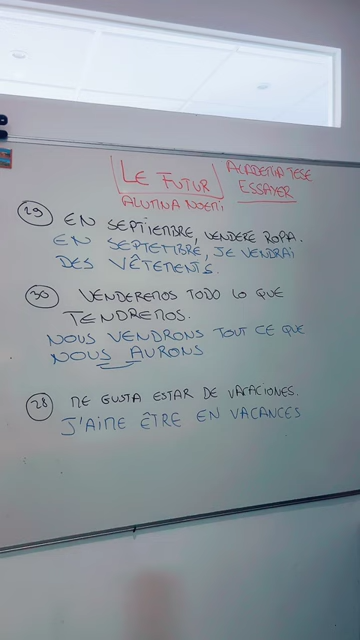 LE FUTUR
ACADEMIA TESE
ESSAYER
ALUMNA NOEMI
29 EN SEPTIEMBRE, VENDERÉ ROPA.
EN SEPTEMBRE, JE VENDRAI
DES VÊTEMENTS.
30 VENDEREMOS TODO LO QUE
TENDREMOS.
NOUS VENDRONS TOUT CE QUE
NOUS AURONS
28 ME GUSTA ESTAR DE VACACIONES.
J'AIME ÊTRE EN VACANCES